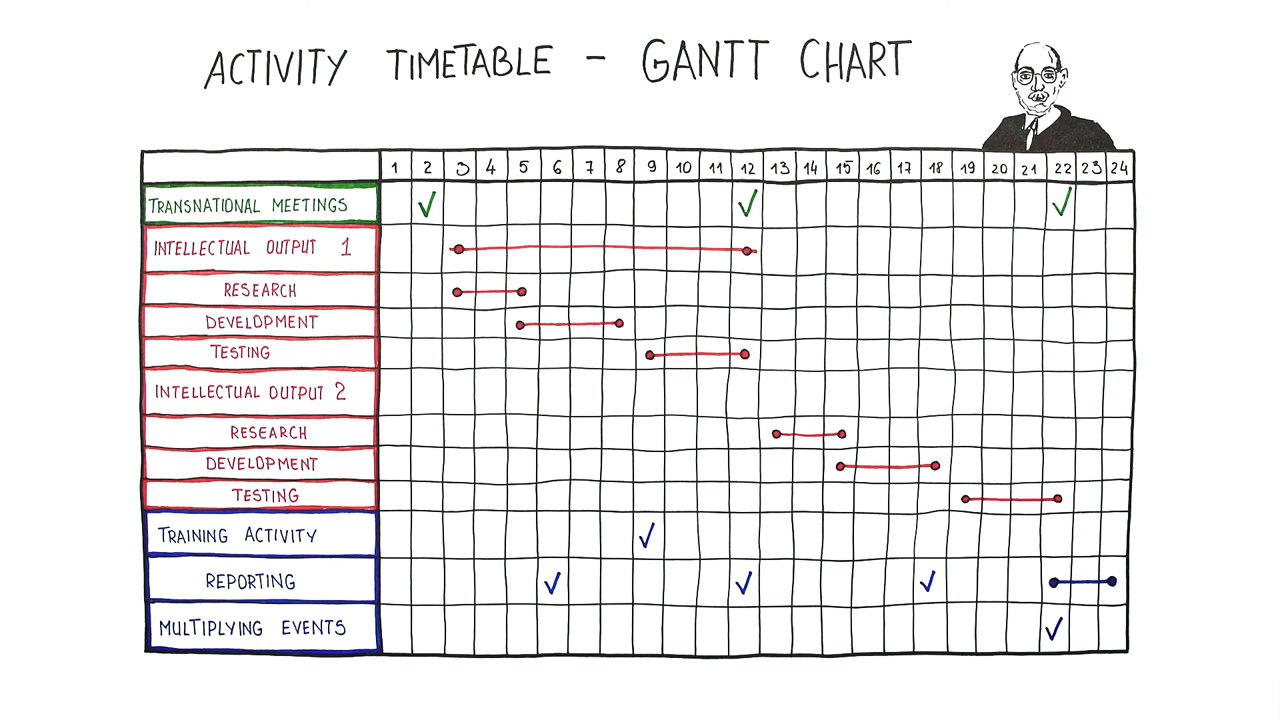 ACTIVITY TIMETABLE - GANTT CHART
1 2 3 4 5 6 7 8 9 10 11 12 13 14 15 16 17 18 19 20 21 22 23 24
TRANSNATIONAL MEETINGS ✓ ✓ ✓
INTELLECTUAL OUTPUT 1
RESEARCH
DEVELOPMENT
TESTING
INTELLECTUAL OUTPUT 2
RESEARCH
DEVELOPMENT
TESTING
TRAINING ACTIVITY ✓
REPORTING ✓ ✓ ✓
MULTIPLYING EVENTS ✓